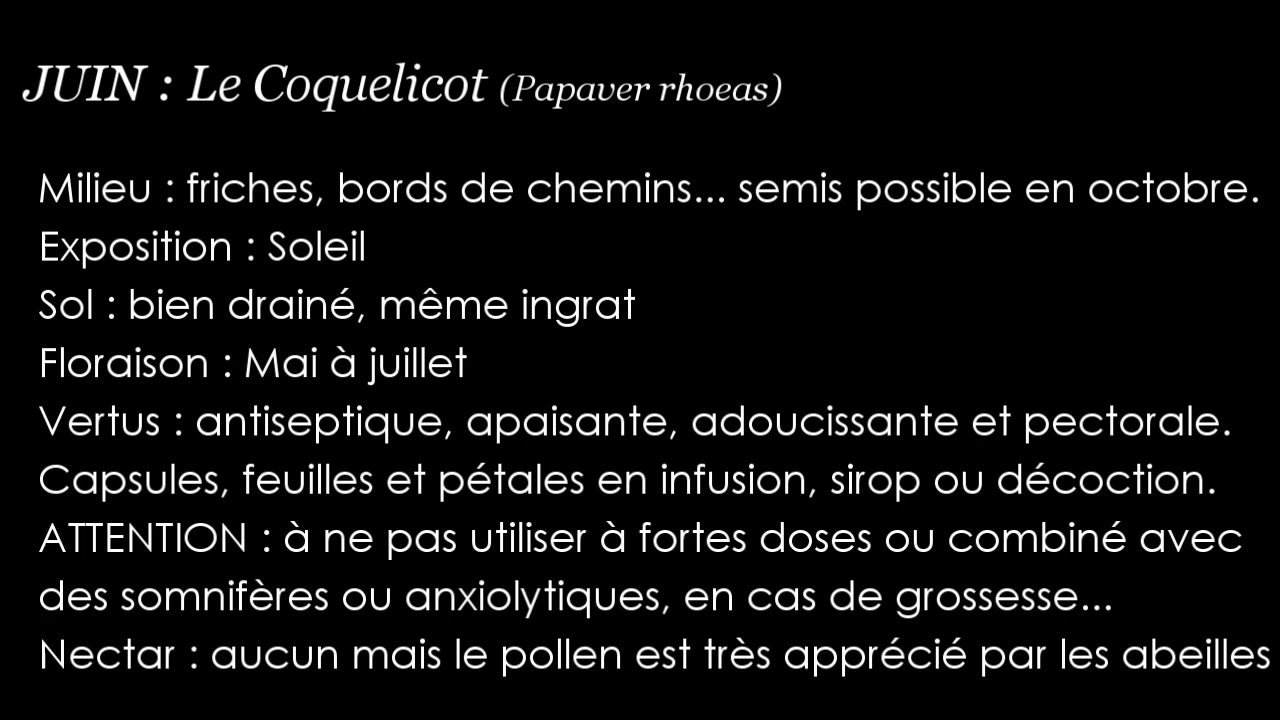 JUIN : Le Coquelicot (Papaver rhoeas)
Milieu : friches, bords de chemins... semis possible en octobre.
Exposition : Soleil
Sol : bien drainé, même ingrat
Floraison : Mai à juillet
Vertus : antiseptique, apaisante, adoucissante et pectorale.
Capsules, feuilles et pétales en infusion, sirop ou décoction.
ATTENTION : à ne pas utiliser à fortes doses ou combiné avec
des somnifères ou anxiolytiques, en cas de grossesse...
Nectar : aucun mais le pollen est très apprécié par les abeilles